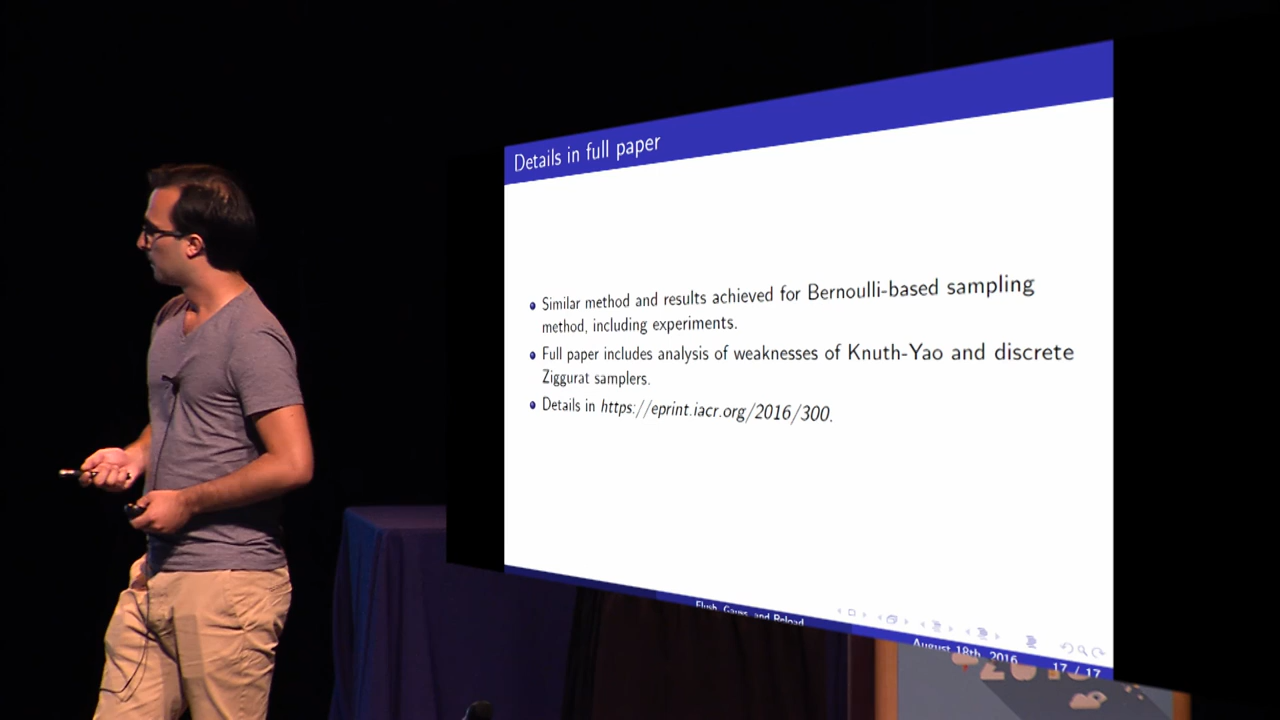 Details in full paper
Similar method and results achieved for Bernoulli-based sampling
method, including experiments.
Full paper includes analysis of weaknesses of Knuth-Yao and discrete
Ziggurat samplers.
Details in https://eprint.iacr.org/2016/300.
Flush, Gauss, and Reload
August 18th, 2016
17 / 17